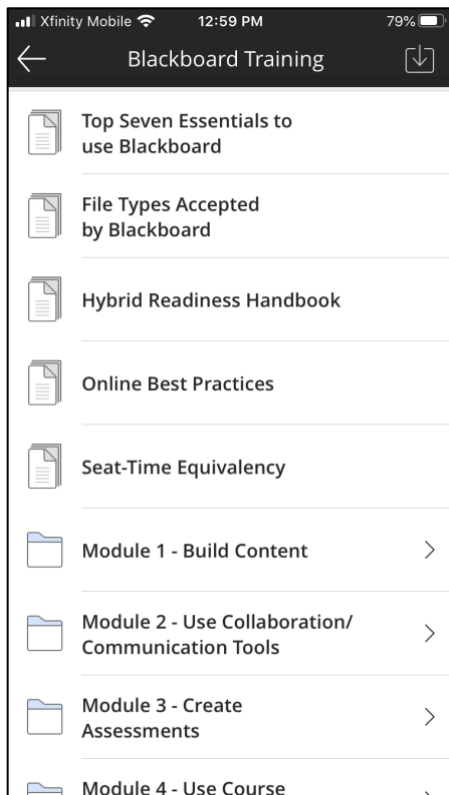 Xfinity Mobile 12:59 PM 79%
Blackboard Training
Top Seven Essentials to
use Blackboard
File Types Accepted
by Blackboard
Hybrid Readiness Handbook
Online Best Practices
Seat-Time Equivalency
Module 1 - Build Content
Module 2 - Use Collaboration/
Communication Tools
Module 3 - Create
Assessments
Module 4 - Use Course